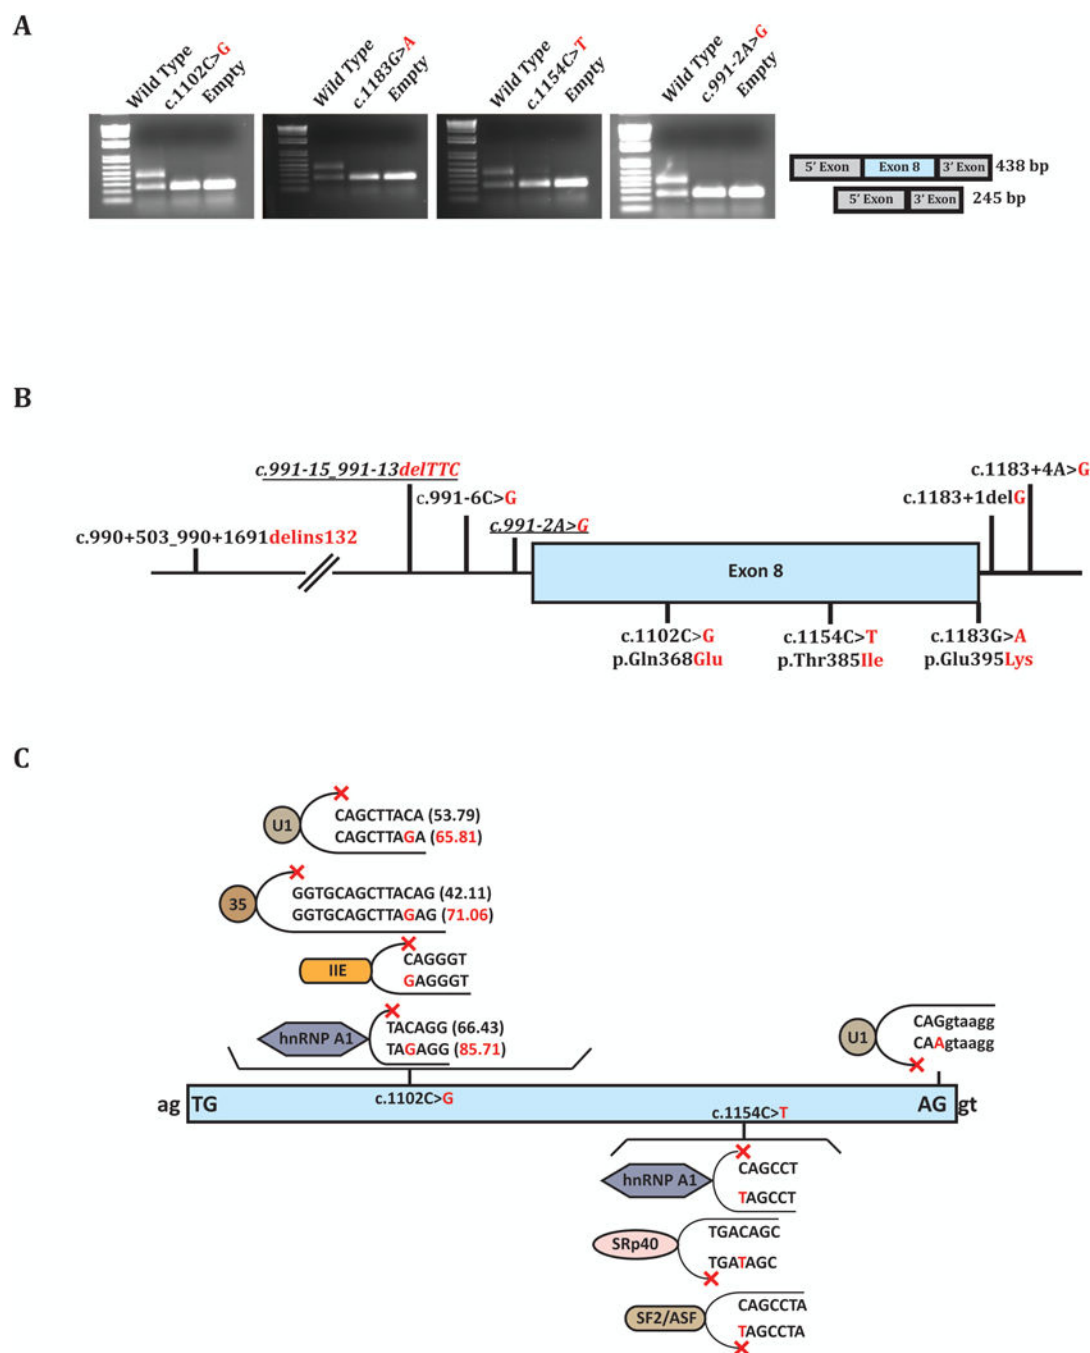 A
Wild Type
c.1102C>G
Empty
Wild Type
c.1183G>A
Empty
Wild Type
c.1154C>T
Empty
Wild Type
c.991-2A>G
Empty
5' Exon Exon 8 3' Exon 438 bp
5' Exon 3' Exon 245 bp
B
c.991-15_991-13delTTC
c.1183+4A>G
c.991-6C>G
c.1183+1delG
c.991-2A>G
c.990+503_990+1691delins132
Exon 8
c.1102C>G
p.Gln368Glu
c.1154C>T
p.Thr385Ile
c.1183G>A
p.Glu395Lys
C
U1
CAGCTTACA (53.79)
CAGCTTAGA (65.81)
35
GGTGCAGCTTACAG (42.11)
GGTGCAGCTTAGAG (71.06)
IIE
CAGGGT
GAGGGT
hnRNP A1
TACAGG (66.43)
TAGAGG (85.71)
U1
CAGgtaagg
CAAgtaagg
ag TG
c.1102C>G
c.1154C>T
AG gt
hnRNP A1
CAGCCT
TAGCCT
SRp40
TGACAGC
TGATAGC
SF2/ASF
CAGCCTA
TAGCCTA